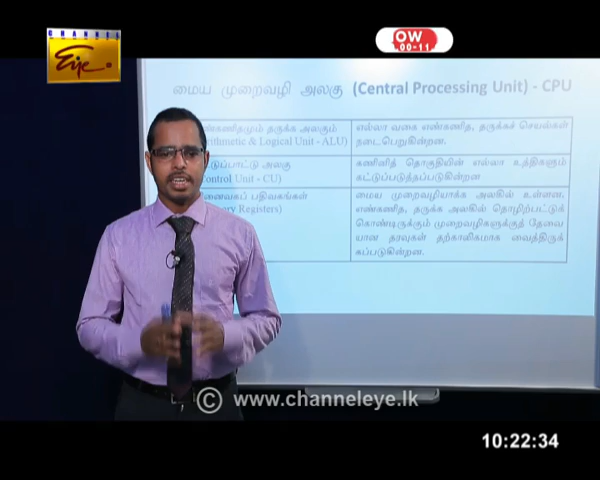 CHANNEL
Eye
OW
00-11
மைய முறைவழி அலகு (Central Processing Unit) - CPU
எண்கணிதமும் தருக்க அலகும்
rithmetic & Logical Unit - ALU)
எல்லா வகை எண்கணித, தருக்கச் செயல்கள்
நடைபெறுகின்றன.
டுப்பாட்டு அலகு
ontrol Unit - CU)
கணினித் தொகுதியின் எல்லா உத்திகளும்
கட்டுப்படுத்தப்படுகின்றன
னைவகப் பதிவகங்கள்
ory Registers)
மைய முறைவழியாக்க அலகில் உள்ளன,
எண்கணித, தருக்க அலகில் தொழிற்பட்டுக்
கொண்டிருக்கும் முறைவழிகளுக்குத் தேவை
யான தரவுகள் தற்காலிகமாக வைத்திருக்
கப்படுகின்றன.
© www.channeleye.lk
10:22:34